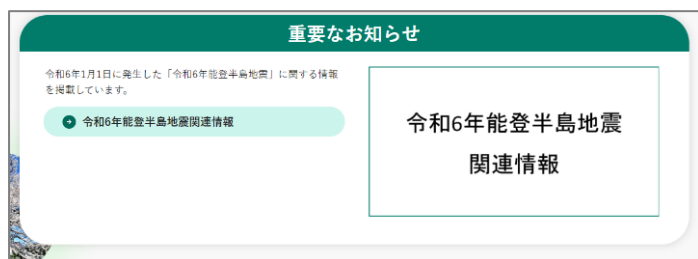 重要なお知らせ
令和6年1月1日に発生した「令和6年能登半島地震」に関する情報
を掲載しています。
令和6年能登半島地震関連情報
令和6年能登半島地震
関連情報